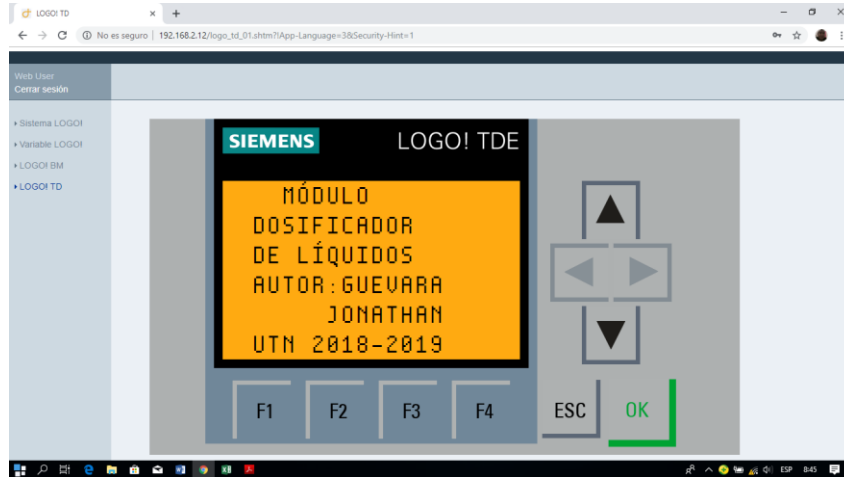 LOGO! TD
No es seguro | 192.168.2.12/logo_td_01.shtm?!App-Language=3&Security-Hint=1
Web User
Cerrar sesión
Sistema LOGO!
Variable LOGO!
LOGO! BM
LOGO! TD
SIEMENS LOGO! TDE
MÓDULO
DOSIFICADOR
DE LÍQUIDOS
AUTOR:GUEVARA
JONATHAN
UTN 2018-2019
F1 F2 F3 F4 ESC OK
ESP 8:45